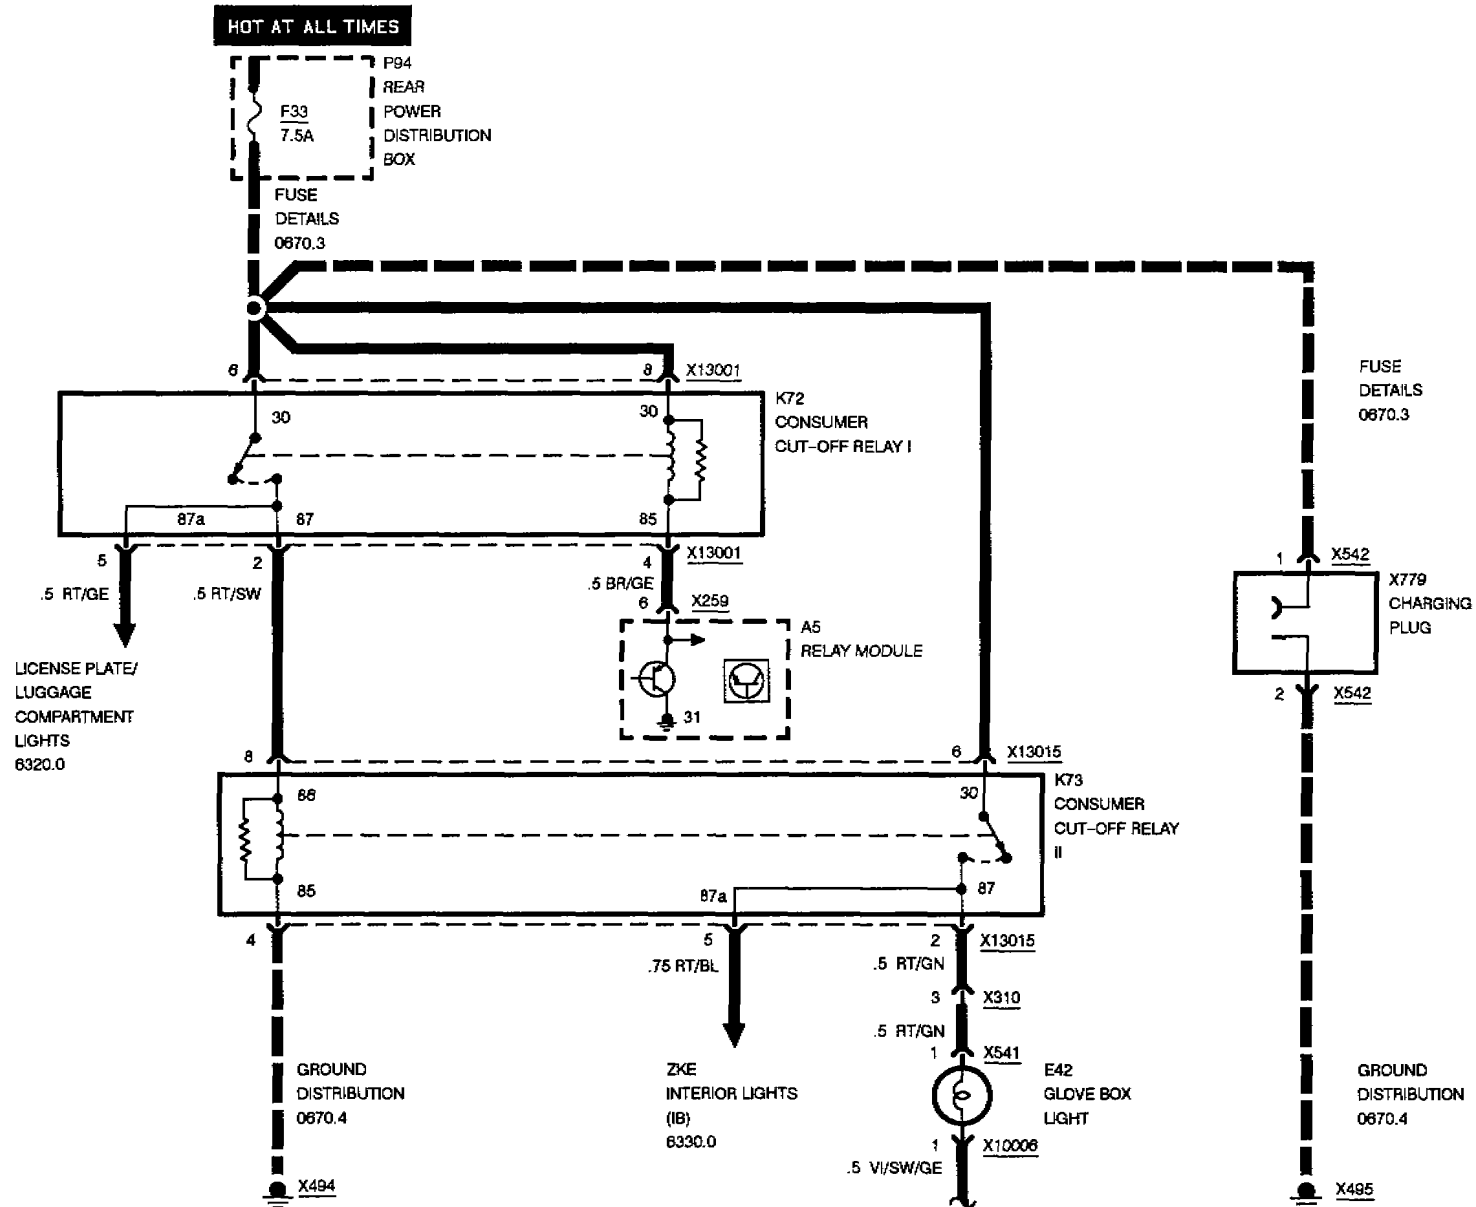 HOT AT ALL TIMES
P94
REAR
POWER
DISTRIBUTION
BOX
F33
7.5A
FUSE
DETAILS
0670.3
6
8
X13001
30
30
K72
CONSUMER
CUT-OFF RELAY I
FUSE
DETAILS
0670.3
87a
87
85
5
2
4
X13001
.5 RT/GE
.5 RT/SW
.5 BR/GE
6
X259
1
X542
X779
CHARGING
PLUG
A5
RELAY MODULE
31
2
X542
LICENSE PLATE/
LUGGAGE
COMPARTMENT
LIGHTS
6320.0
8
6
X13015
86
30
K73
CONSUMER
CUT-OFF RELAY
II
85
87a
87
4
5
2
X13015
.75 RT/BL
.5 RT/GN
3
X310
.5 RT/GN
1
X541
GROUND
DISTRIBUTION
0670.4
ZKE
INTERIOR LIGHTS
(IB)
6330.0
E42
GLOVE BOX
LIGHT
GROUND
DISTRIBUTION
0670.4
1
X10006
.5 VI/SW/GE
X494
X495